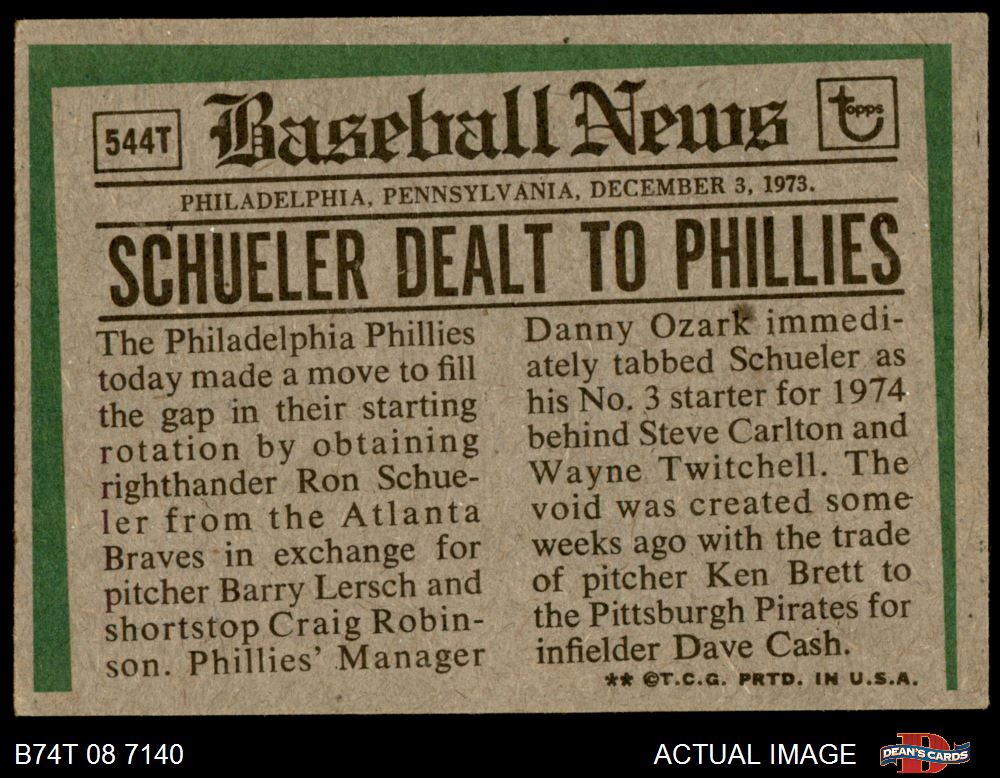 544T
Baseball News
topps
PHILADELPHIA, PENNSYLVANIA, DECEMBER 3, 1973.
SCHUELER DEALT TO PHILLIES
The Philadelphia Phillies
today made a move to fill
the gap in their starting
rotation by obtaining
righthander Ron Schue-
ler from the Atlanta
Braves in exchange for
pitcher Barry Lersch and
shortstop Craig Robin-
son. Phillies' Manager
Danny Ozark immedi-
ately tabbed Schueler as
his No. 3 starter for 1974
behind Steve Carlton and
Wayne Twitchell. The
void was created some
weeks ago with the trade
of pitcher Ken Brett to
the Pittsburgh Pirates for
infielder Dave Cash.
** ©T.C.G. PRTD. IN U.S.A.
B74T 08 7140
ACTUAL IMAGE
D
DEAN'S CARDS